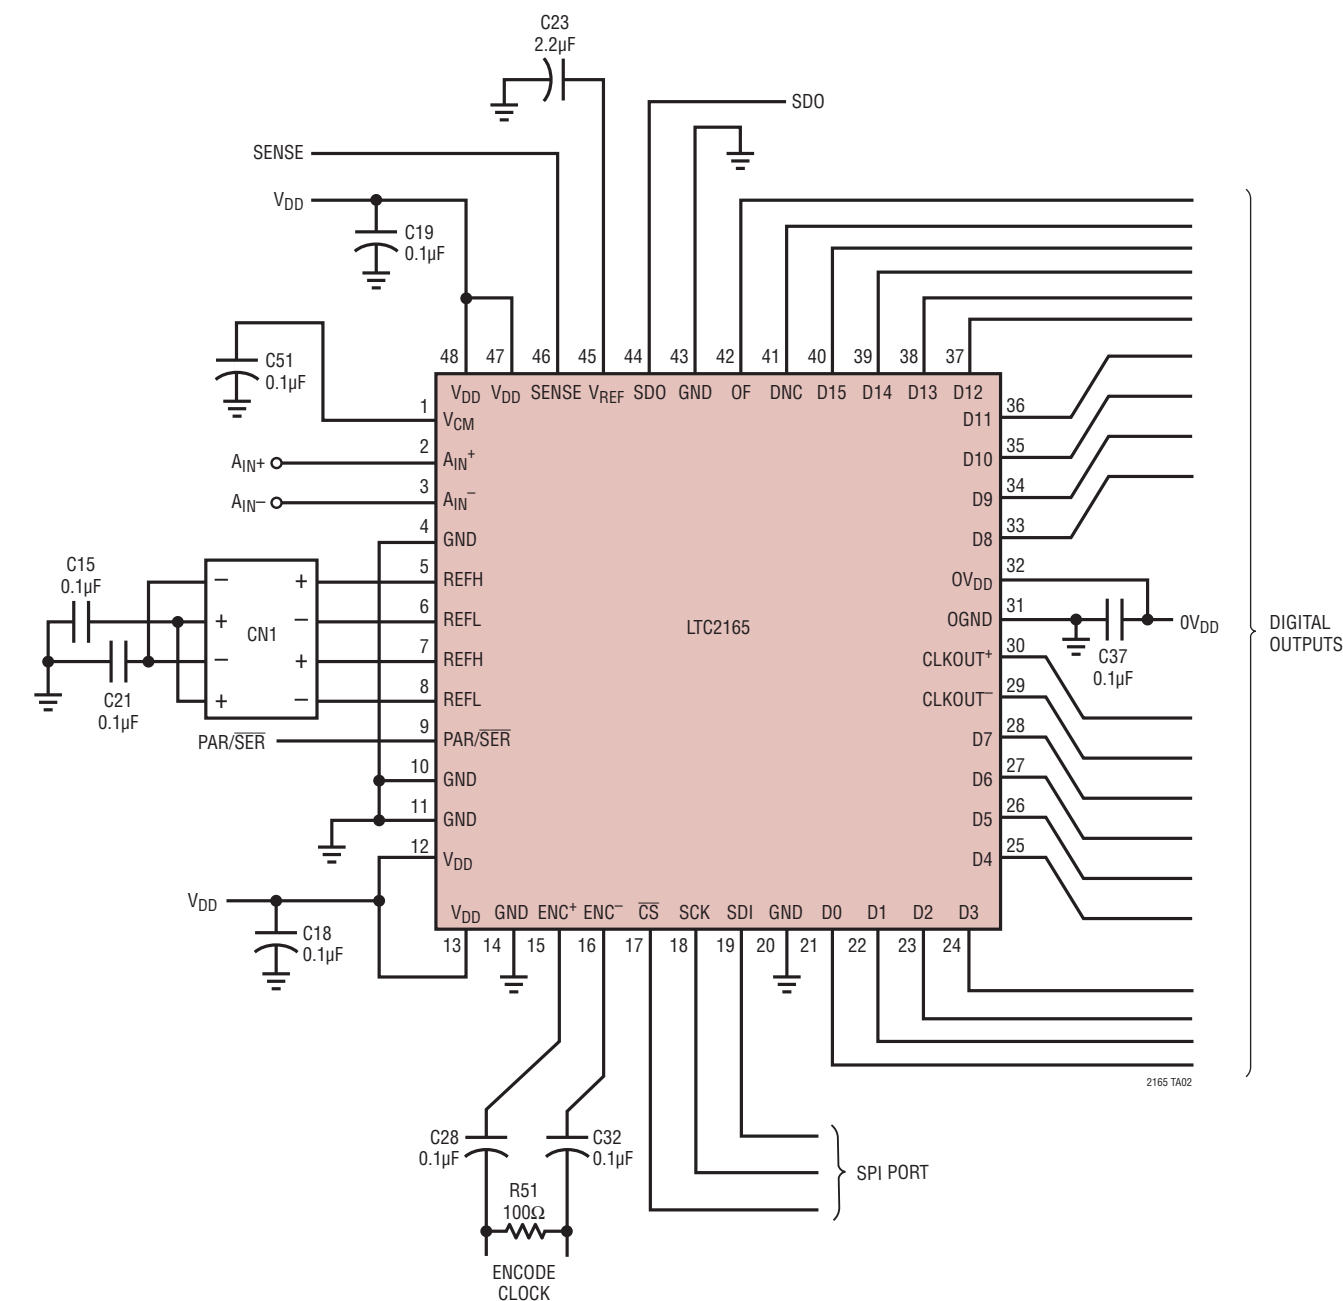 C23
2.2µF
SDO
SENSE
VDD
C19
0.1µF
C51
0.1µF
48 47 46 45 44 43 42 41 40 39 38 37
VDD VDD SENSE VREF SDO GND OF DNC D15 D14 D13 D12
1 VCM
D11 36
AIN+ 2 AIN+
D10 35
AIN– 3 AIN–
D9 34
4 GND
D8 33
C15
0.1µF
5 REFH
OVDD 32
6 REFL
OGND 31
7 REFH
CLKOUT+ 30
8 REFL
CLKOUT– 29
– + + – – + + –
CN1
C21
0.1µF
LTC2165
0VDD
C37
0.1µF
DIGITAL
OUTPUTS
PAR/S̅E̅R̅ 9 PAR/S̅E̅R̅
D7 28
10 GND
D6 27
11 GND
D5 26
12 VDD
D4 25
VDD
C18
0.1µF
VDD GND ENC+ ENC– C̅S̅ SCK SDI GND D0 D1 D2 D3
13 14 15 16 17 18 19 20 21 22 23 24
2165 TA02
C28
0.1µF
C32
0.1µF
SPI PORT
R51
100Ω
ENCODE
CLOCK